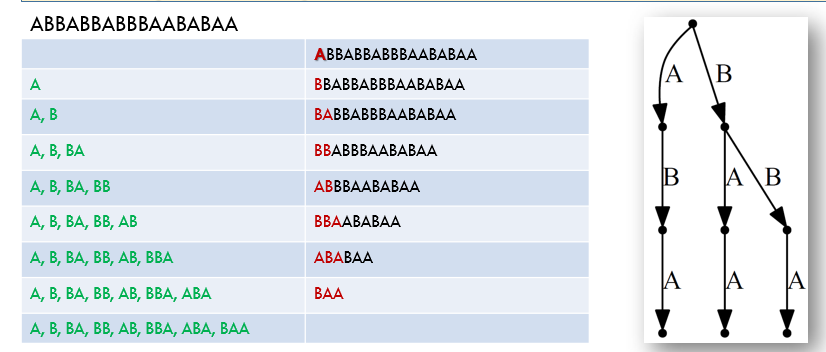 ABBABBABBBAABABAA
ABBABBABBBAABABAA
A BBABBABBBAABABAA
A, B BABBABBBAABABAA
A, B, BA BBABBBAABABAA
A, B, BA, BB ABBBAABABAA
A, B, BA, BB, AB BBAABABAA
A, B, BA, BB, AB, BBA ABABAA
A, B, BA, BB, AB, BBA, ABA BAA
A, B, BA, BB, AB, BBA, ABA, BAA
A B
B A B
A A A